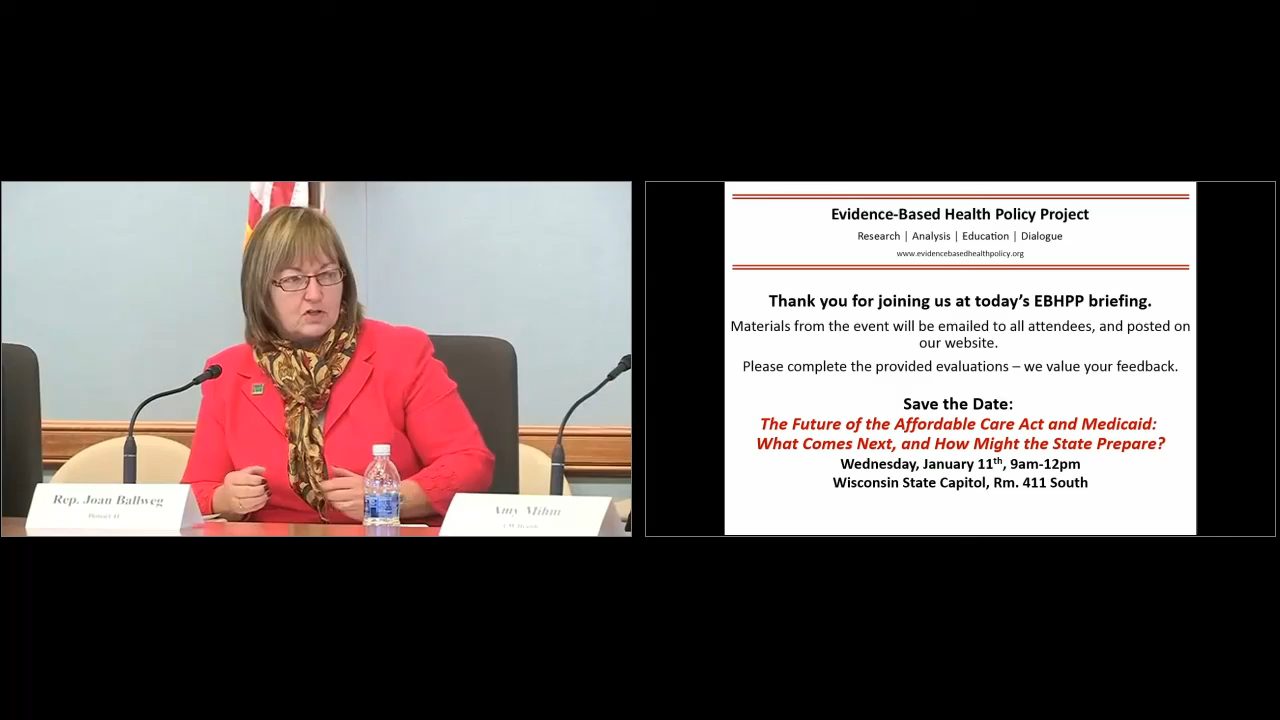 Rep. Joan Ballweg
Amy Mihm
Evidence-Based Health Policy Project
Research | Analysis | Education | Dialogue
www.evidencebasedhealthpolicy.org
Thank you for joining us at today's EBHPP briefing.
Materials from the event will be emailed to all attendees, and posted on
our website.
Please complete the provided evaluations – we value your feedback.
Save the Date:
The Future of the Affordable Care Act and Medicaid:
What Comes Next, and How Might the State Prepare?
Wednesday, January 11th, 9am-12pm
Wisconsin State Capitol, Rm. 411 South